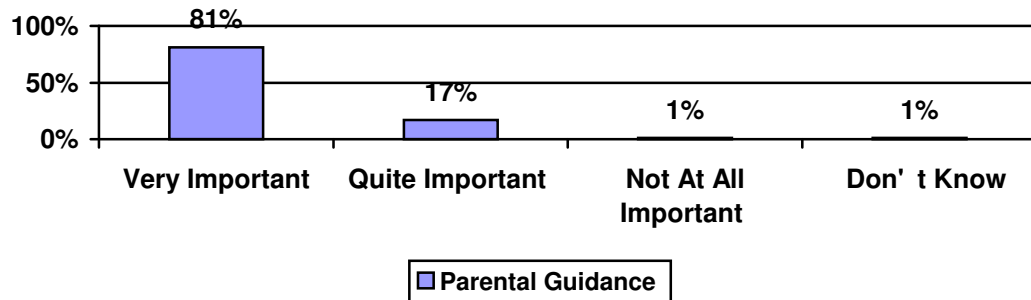 81%
100%
50%
17%
1%
1%
0%
Very Important
Quite Important
Not At All
Important
Don' t Know
Parental Guidance